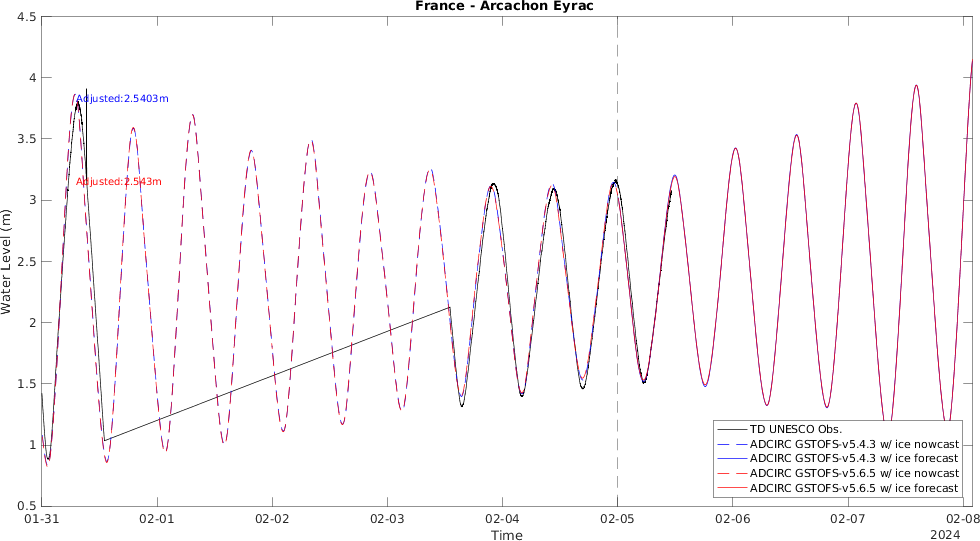 France - Arcachon Eyrac
4.5
4
3.5
3
2.5
2
1.5
1
0.5
Water Level (m)
Adjusted:2.5403m
Adjusted:2.543m
TD UNESCO Obs.
ADCIRC GSTOFS-v5.4.3 w/ ice nowcast
ADCIRC GSTOFS-v5.4.3 w/ ice forecast
ADCIRC GSTOFS-v5.6.5 w/ ice nowcast
ADCIRC GSTOFS-v5.6.5 w/ ice forecast
01-31 02-01 02-02 02-03 02-04 02-05 02-06 02-07 02-08
Time
2024